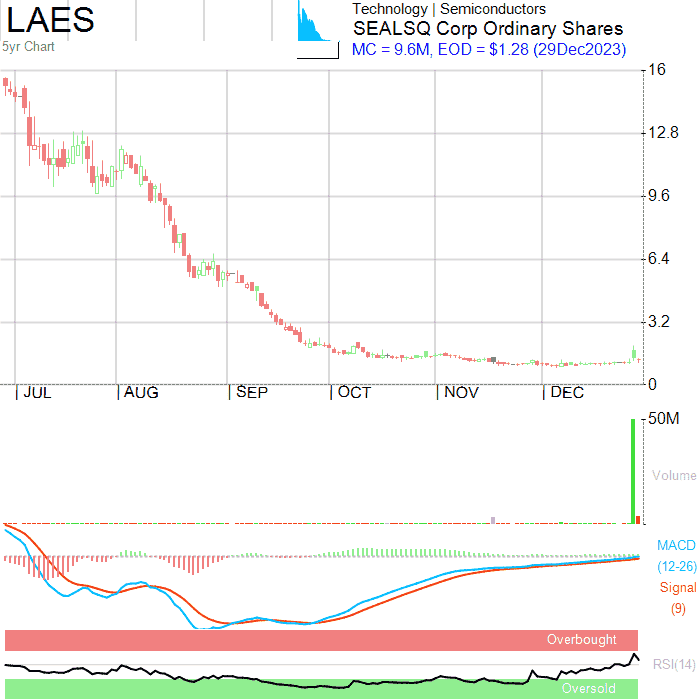 LAES
5yr Chart
Technology | Semiconductors
SEALSQ Corp Ordinary Shares
MC = 9.6M, EOD = $1.28 (29Dec2023)
16
12.8
9.6
6.4
3.2
0
| JUL | AUG | SEP | OCT | NOV | DEC
50M
Volume
MACD
(12-26)
Signal
(9)
Overbought
RSI(14)
Oversold